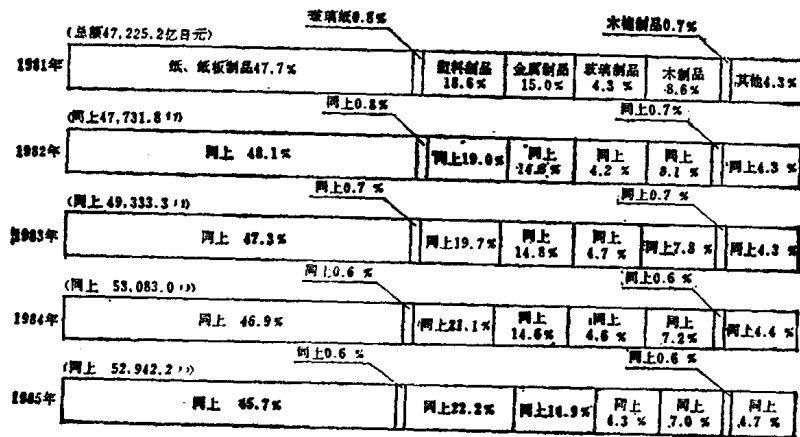 玻璃纸0.8%
木桶制品0.7%
(总额47,225.2亿日元)
1981年
纸、纸板制品47.7%
塑料制品
18.6%
金属制品
15.0%
玻璃制品
4.3%
木制品
8.6%
其他4.3%
同上0.8%
同上0.7%
(同上47,731.8 〃)
1982年
同上 48.1%
同上19.0%
同上
同上
4.2%
同上
8.1%
同上4.3%
同上0.7 %
同上0.7 %
(同上 49,333.3 〃)
1983年
同上 47.3%
同上19.7%
同上
14.8%
同上
4.7%
同上7.8 %
同上4.3%
同上0.6 %
同上0.6 %
(同上 53,083.0 〃)
1984年
同上 46.9%
同上21.1%
同上
14.6%
同上
4.6%
同上
7.2%
同上4.4 %
同上0.6 %
同上0.6 %
(同上 52,942.2 〃)
1985年
同上 45.7%
同上22.2%
同上14.9%
同上
4.3%
同上
7.0%
同上
4.7%